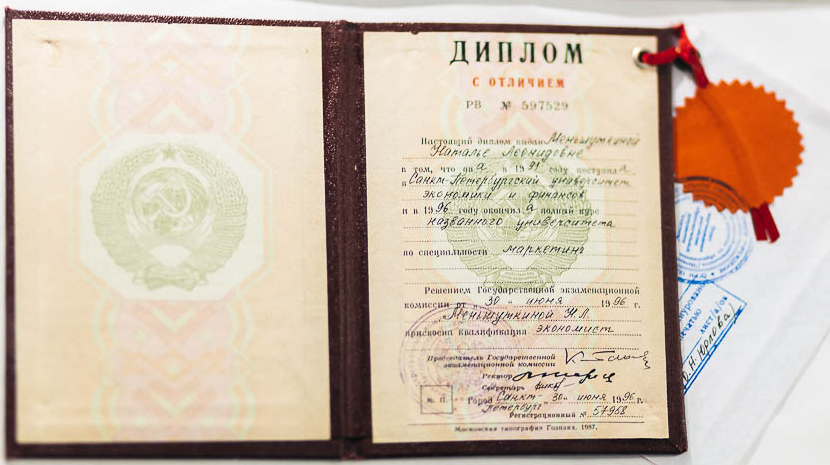 ДИПЛОМ
С ОТЛИЧИЕМ
РВ № 597529
Настоящий диплом выдан Меньшуткиной
Наталье Леонидовне
в том, что она в 1991 году поступила
в Санкт-Петербургский университет
экономики и финансов
и в 1996 году окончила полный курс
названного университета
по специальности маркетинг
Решением Государственной экзаменационной
комиссии от „30“ июня 1996 г.
Меньшуткиной Н.Л.
присвоена квалификация экономист
Председатель Государственной
экзаменационной комиссии
Ректор
Секретарь
М. П. Город Санкт- „30“ июня 1996 г.
Петербург
Регистрационный № 57958
Московская типография Гознака, 1987.
Н. Юрлова)